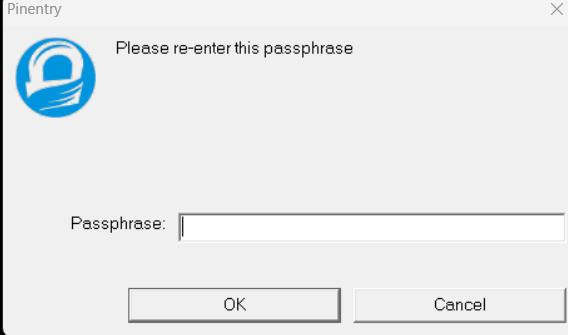 Pinentry
Please re-enter this passphrase
Passphrase:
OK
Cancel